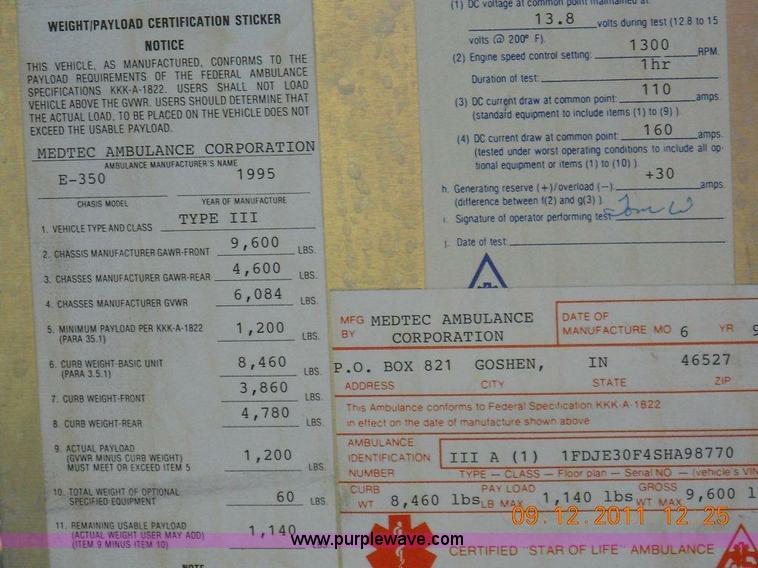 WEIGHT/PAYLOAD CERTIFICATION STICKER
NOTICE
THIS VEHICLE, AS MANUFACTURED, CONFORMS TO THE
PAYLOAD REQUIREMENTS OF THE FEDERAL AMBULANCE
SPECIFICATIONS KKK-A-1822. USERS SHALL NOT LOAD
VEHICLE ABOVE THE GVWR. USERS SHOULD DETERMINE THAT
THE ACTUAL LOAD, TO BE PLACED ON THE VEHICLE DOES NOT
EXCEED THE USABLE PAYLOAD.
MEDTEC AMBULANCE CORPORATION
AMBULANCE MANUFACTURER'S NAME
E-350 1995
CHASIS MODEL YEAR OF MANUFACTURE
1. VEHICLE TYPE AND CLASS TYPE III
2. CHASSIS MANUFACTURER GAWR-FRONT 9,600 LBS.
3. CHASSES MANUFACTURER GAWR-REAR 4,600 LBS.
4. CHASSES MANUFACTURER GVWR 6,084 LBS.
5. MINIMUM PAYLOAD PER KKK-A-1822 1,200 LBS.
(PARA 35.1)
6. CURB WEIGHT-BASIC UNIT 8,460 LBS.
(PARA 3.5.1)
7. CURB WEIGHT-FRONT 3,860 LBS.
8. CURB WEIGHT-REAR 4,780 LBS.
9. ACTUAL PAYLOAD
(GVWR MINUS CURB WEIGHT) 1,200 LBS.
MUST MEET OR EXCEED ITEM 5
10. TOTAL WEIGHT OF OPTIONAL 60 LBS.
SPECIFIED EQUIPMENT
11. REMAINING USABLE PAYLOAD
(ACTUAL WEIGHT USER MAY ADD) 1,140 LBS.
(ITEM 9 MINUS ITEM 10)
NOTE
(1) DC voltage at common point maintained at
13.8 volts during test (12.8 to 15
volts @ 200° F).
(2) Engine speed control setting: 1300 RPM.
Duration of test: 1hr
(3) DC current draw at common point: 110 amps.
(standard equipment to include items (1) to (9) ).
(4) DC current draw at common point: 160 amps.
(tested under worst operating conditions to include all op-
tional equipment or items (1) to (10) ).
h. Generating reserve (+)/overload (−). +30 amps.
(difference between f(2) and g(3) ).
i. Signature of operator performing test: Tom W
j. Date of test:
MFG BY MEDTEC AMBULANCE CORPORATION
DATE OF MANUFACTURE MO 6 YR 9
P.O. BOX 821 GOSHEN, IN 46527
ADDRESS CITY STATE ZIP
This Ambulance conforms to Federal Specification KKK-A-1822
in effect on the date of manufacture shown above
AMBULANCE IDENTIFICATION NUMBER III A (1) 1FDJE30F4SHA98770
TYPE — CLASS — Floor plan — Serial NO — (vehicle's VIN
CURB WT 8,460 lbs PAY LOAD LB MAX 1,140 lbs GROSS WT MAX 9,600 l
09.12.2011 12 25
www.purplewave.com
CERTIFIED "STAR OF LIFE" AMBULANCE